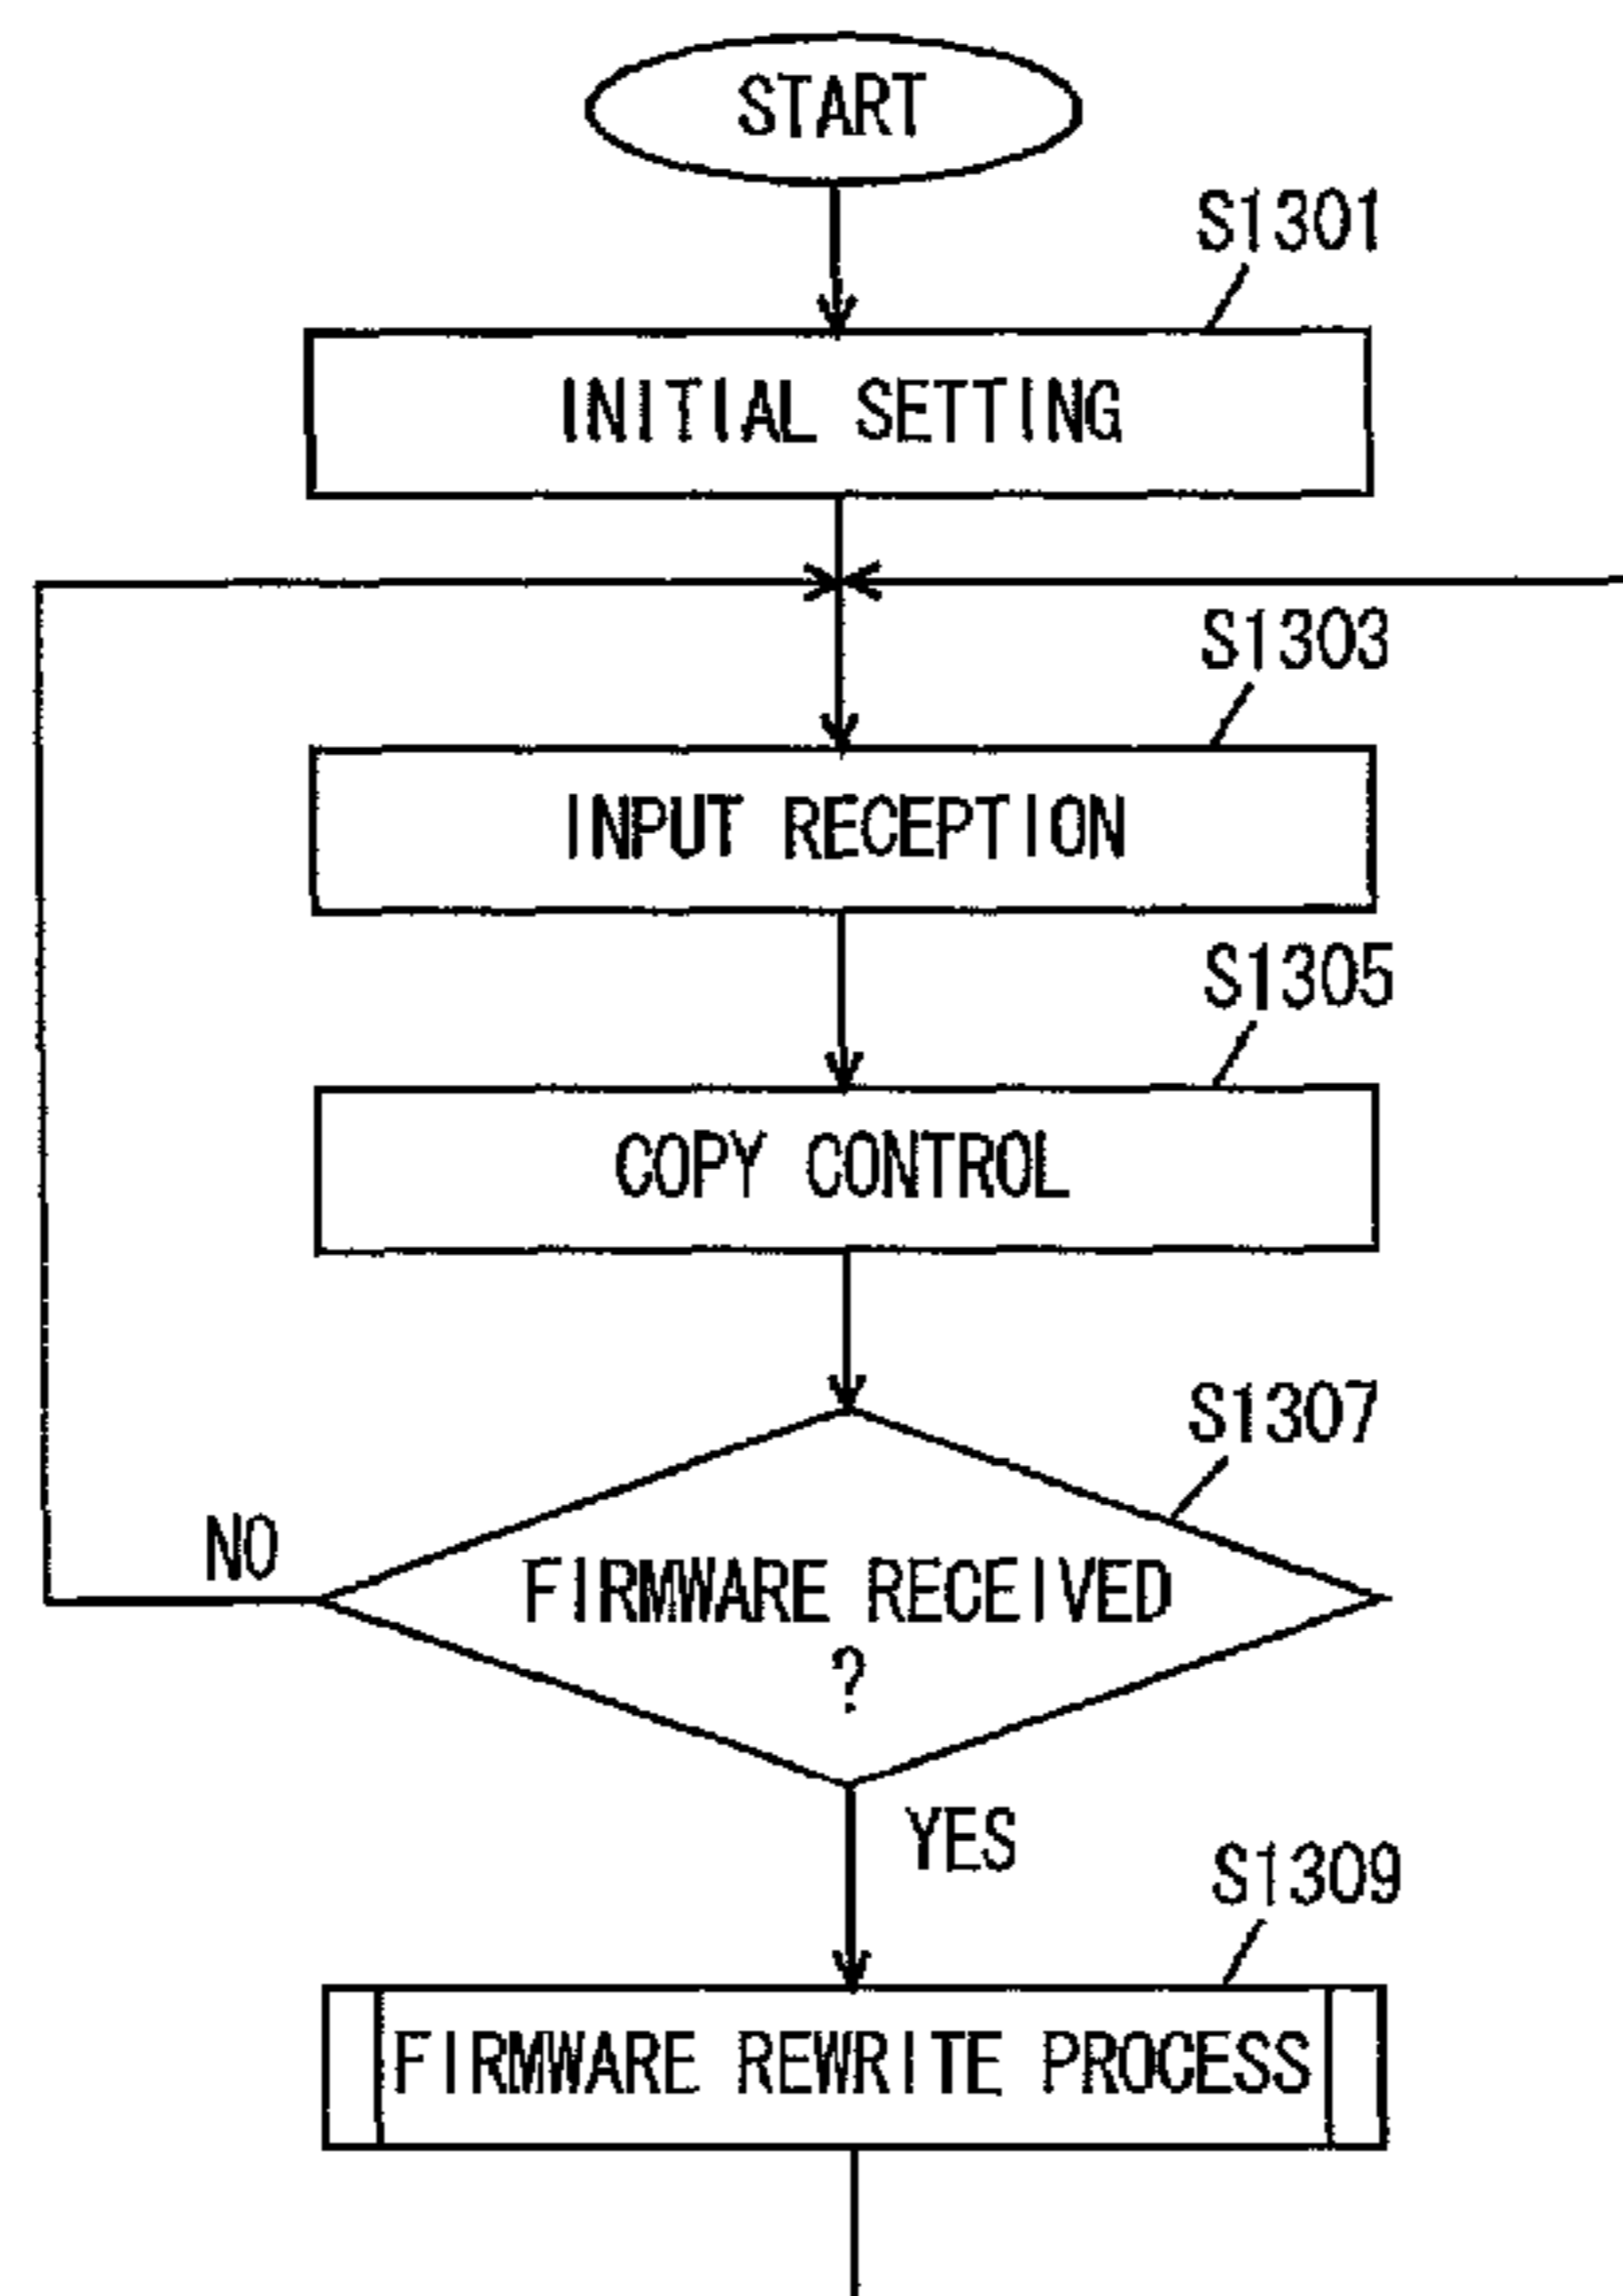 START
S1301
INITIAL SETTING
S1303
INPUT RECEPTION
S1305
COPY CONTROL
S1307
NO
FIRMWARE RECEIVED
?
YES
S1309
FIRMWARE REWRITE PROCESS